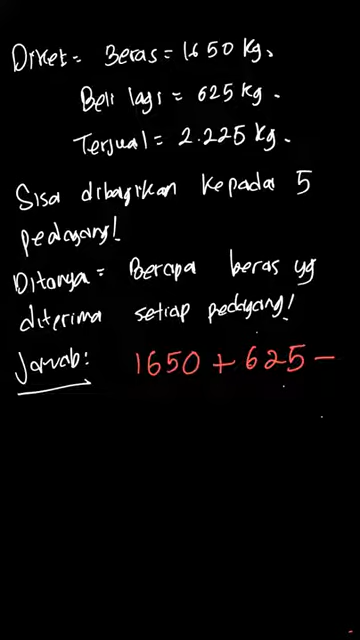 Diket = Beras = 1650 Kg.
Beli lagi = 625 Kg.
Terjual = 2.225 Kg.
Sisa dibagikan kepada 5
pedagang!
Ditanya = Berapa beras yg
diterima setiap pedagang!
Jawab: 1650 + 625 -